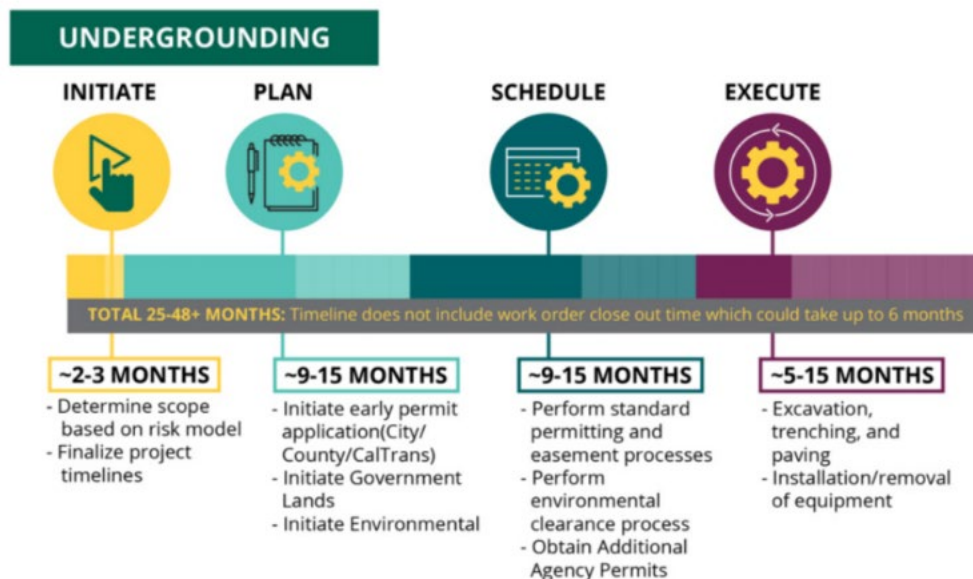 UNDERGROUNDING
INITIATE
PLAN
SCHEDULE
EXECUTE
TOTAL 25-48+ MONTHS: Timeline does not include work order close out time which could take up to 6 months
~2-3 MONTHS
- Determine scope
based on risk model
- Finalize project
timelines
~9-15 MONTHS
- Initiate early permit
application(City/
County/CalTrans)
- Initiate Government
Lands
- Initiate Environmental
~9-15 MONTHS
- Perform standard
permitting and
easement processes
- Perform
environmental
clearance process
- Obtain Additional
Agency Permits
~5-15 MONTHS
- Excavation,
trenching, and
paving
- Installation/removal
of equipment